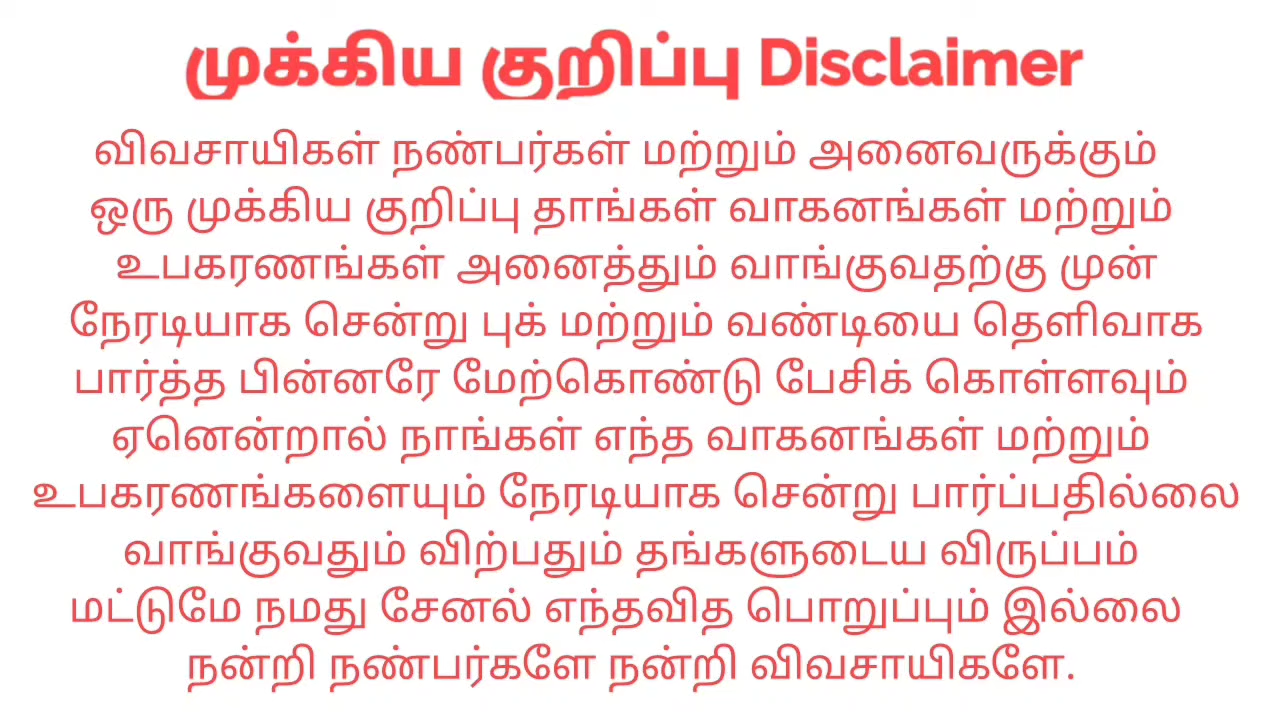 முக்கிய குறிப்பு Disclaimer
விவசாயிகள் நண்பர்கள் மற்றும் அனைவருக்கும்
ஒரு முக்கிய குறிப்பு தாங்கள் வாகனங்கள் மற்றும்
உபகரணங்கள் அனைத்தும் வாங்குவதற்கு முன்
நேரடியாக சென்று புக் மற்றும் வண்டியை தெளிவாக
பார்த்த பின்னரே மேற்கொண்டு பேசிக் கொள்ளவும்
ஏனென்றால் நாங்கள் எந்த வாகனங்கள் மற்றும்
உபகரணங்களையும் நேரடியாக சென்று பார்ப்பதில்லை
வாங்குவதும் விற்பதும் தங்களுடைய விருப்பம்
மட்டுமே நமது சேனல் எந்தவித பொறுப்பும் இல்லை
நன்றி நண்பர்களே நன்றி விவசாயிகளே.